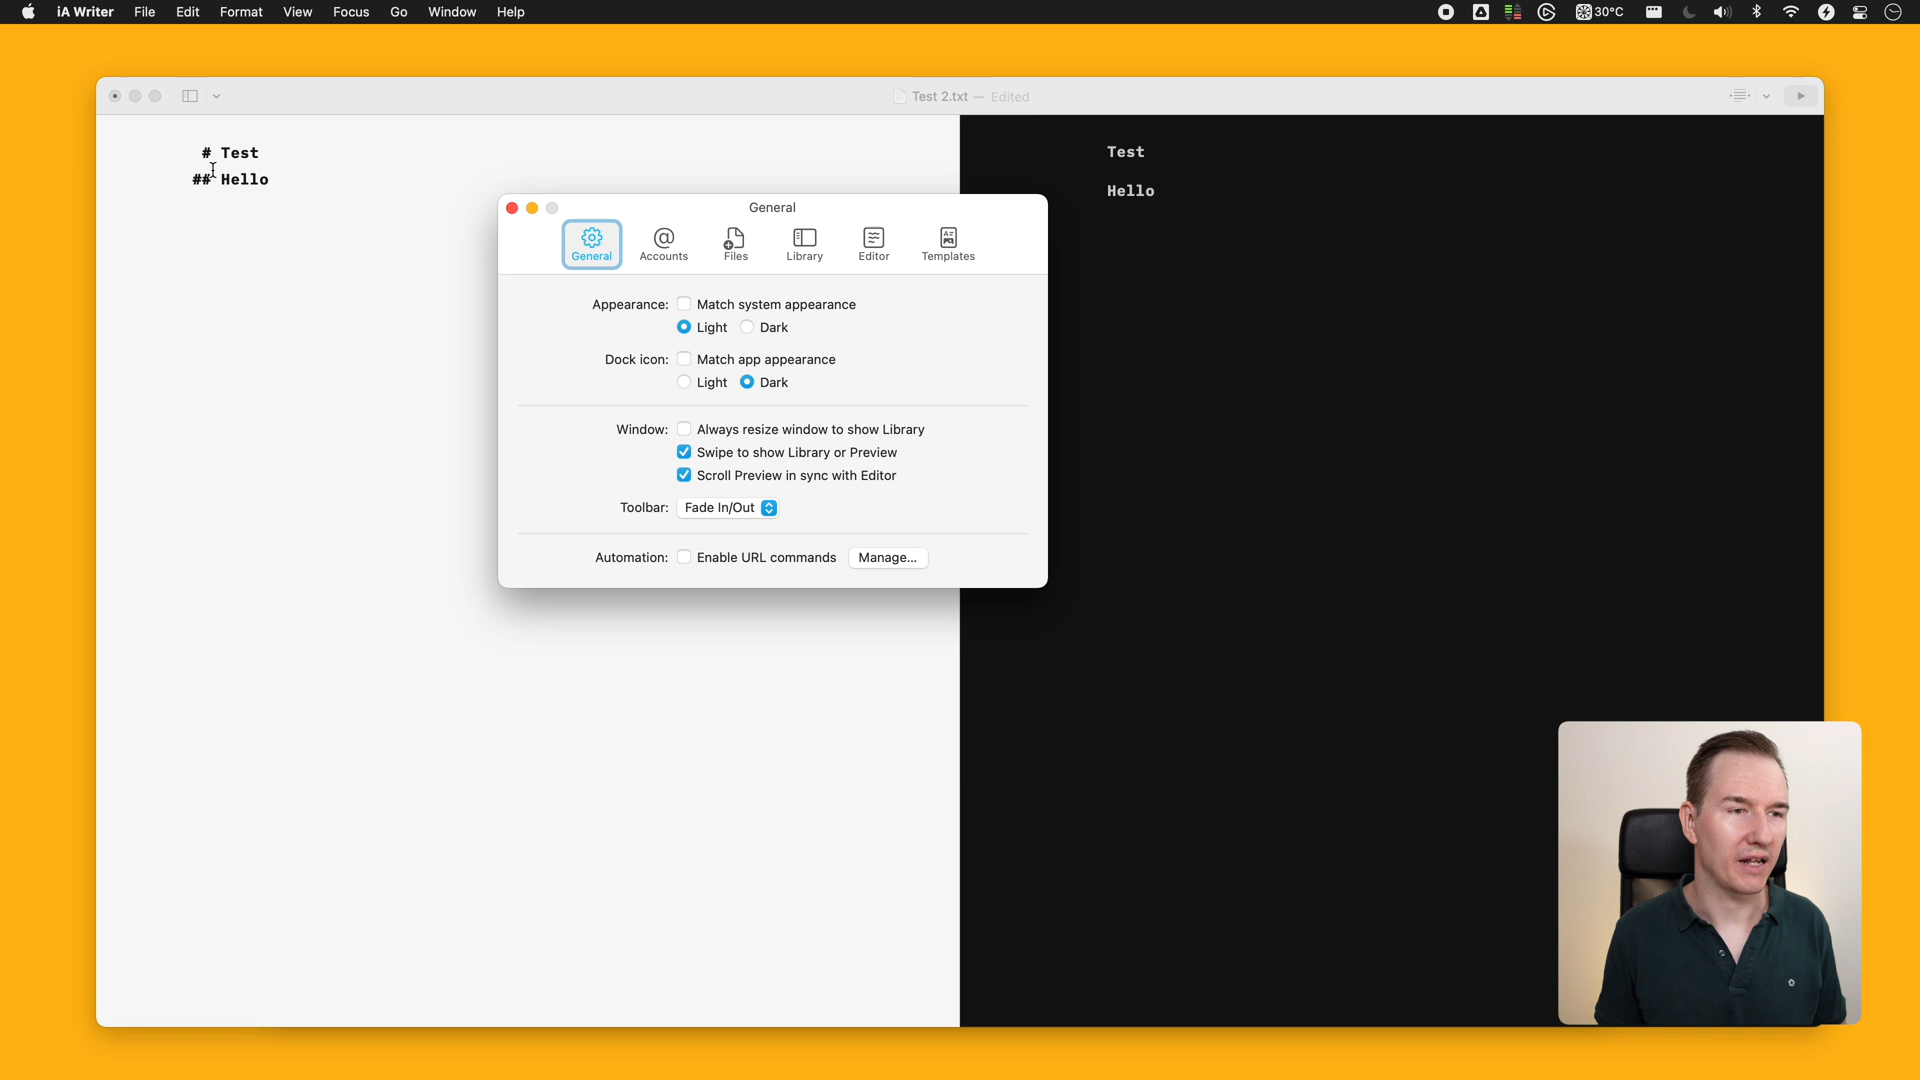 iA Writer File Edit Format View Focus Go Window Help 30°C
Test 2.txt — Edited
# Test
## Hello
Test
Hello
General
General Accounts Files Library Editor Templates
Appearance: Match system appearance
Light Dark
Dock icon: Match app appearance
Light Dark
Window: Always resize window to show Library
Swipe to show Library or Preview
Scroll Preview in sync with Editor
Toolbar: Fade In/Out
Automation: Enable URL commands Manage...